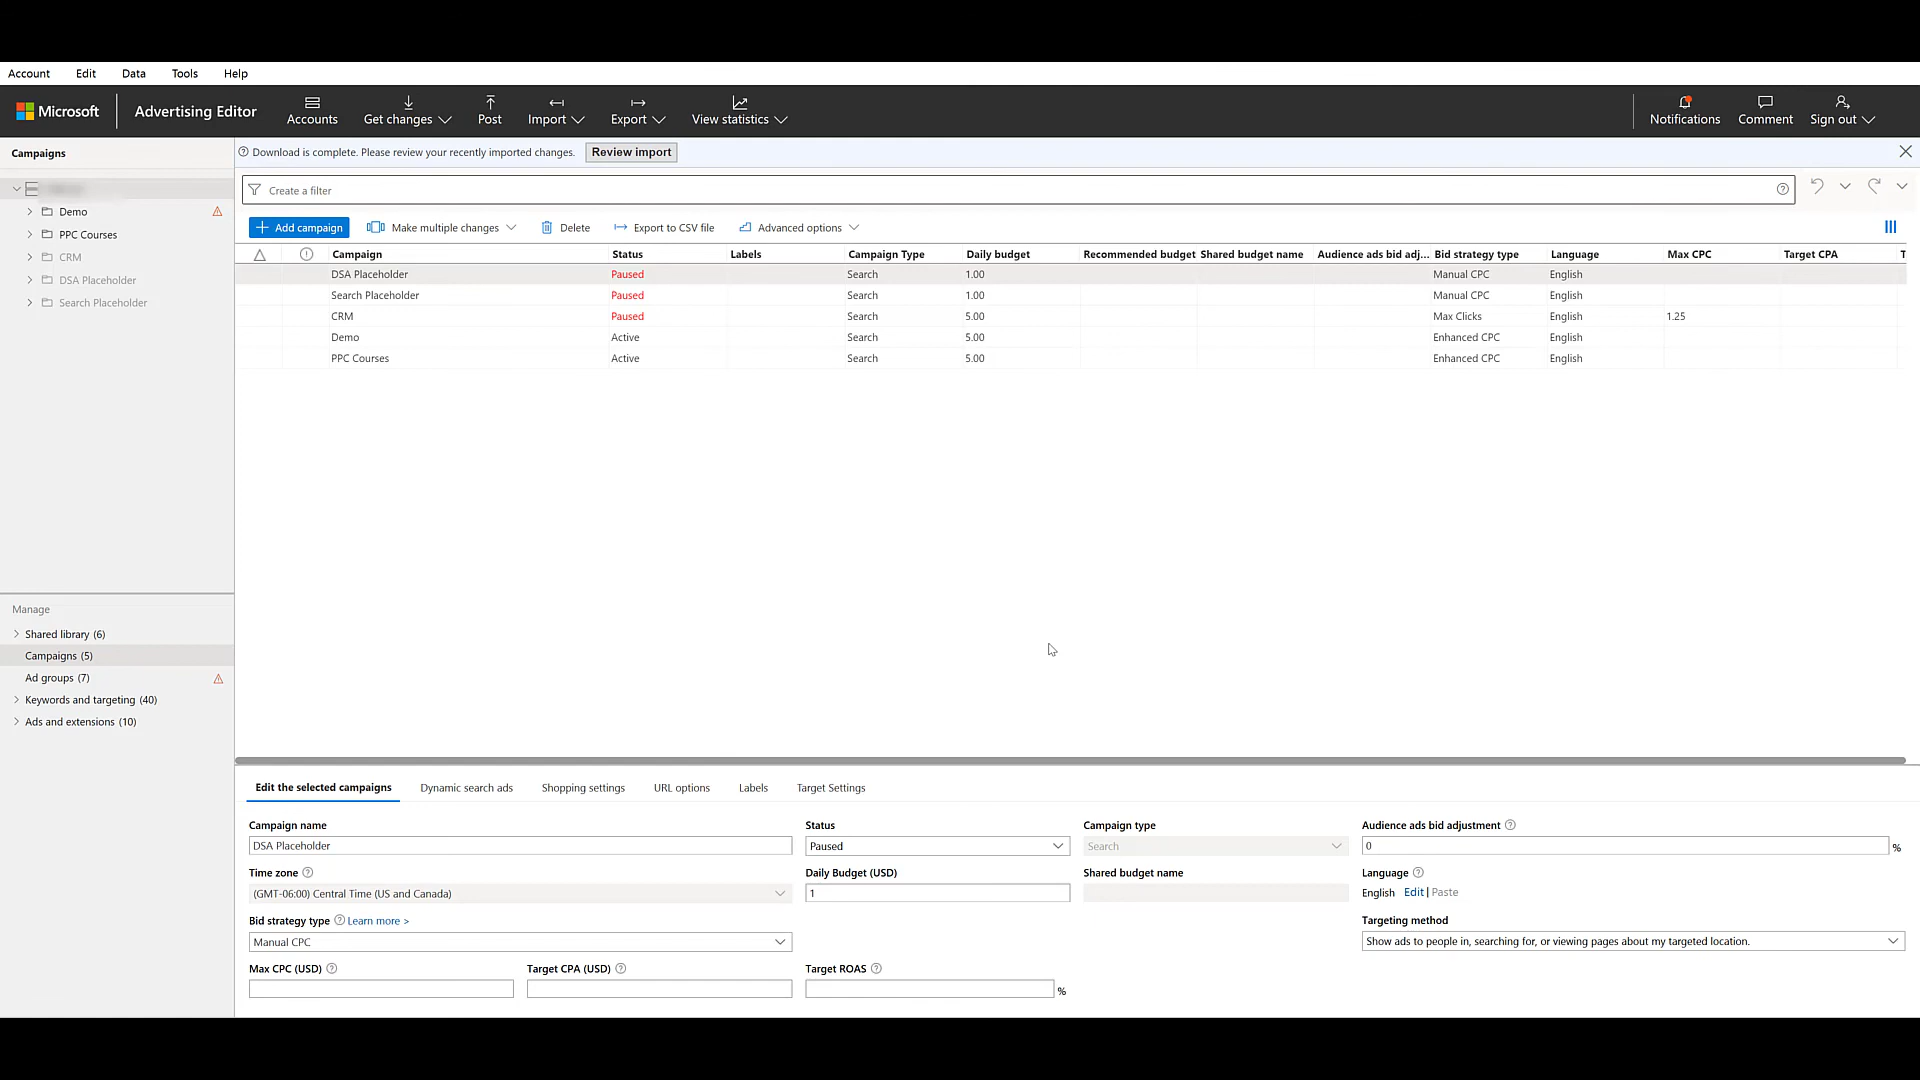 Account Edit Data Tools Help
Microsoft Advertising Editor Accounts Get changes Post Import Export View statistics Notifications Comment Sign out
Campaigns
Download is complete. Please review your recently imported changes. Review import
Create a filter
Demo
PPC Courses
CRM
DSA Placeholder
Search Placeholder
Add campaign Make multiple changes Delete Export to CSV file Advanced options
Campaign Status Labels Campaign Type Daily budget Recommended budget Shared budget name Audience ads bid adj... Bid strategy type Language Max CPC Target CPA T
DSA Placeholder Paused Search 1.00 Manual CPC English
Search Placeholder Paused Search 1.00 Manual CPC English
CRM Paused Search 5.00 Max Clicks English 1.25
Demo Active Search 5.00 Enhanced CPC English
PPC Courses Active Search 5.00 Enhanced CPC English
Manage
Shared library (6)
Campaigns (5)
Ad groups (7)
Keywords and targeting (40)
Ads and extensions (10)
Edit the selected campaigns Dynamic search ads Shopping settings URL options Labels Target Settings
Campaign name Status Campaign type Audience ads bid adjustment
DSA Placeholder Paused Search 0 %
Time zone Daily Budget (USD) Shared budget name Language
(GMT-06:00) Central Time (US and Canada) 1 English Edit | Paste
Bid strategy type Learn more > Targeting method
Manual CPC Show ads to people in, searching for, or viewing pages about my targeted location.
Max CPC (USD) Target CPA (USD) Target ROAS
%